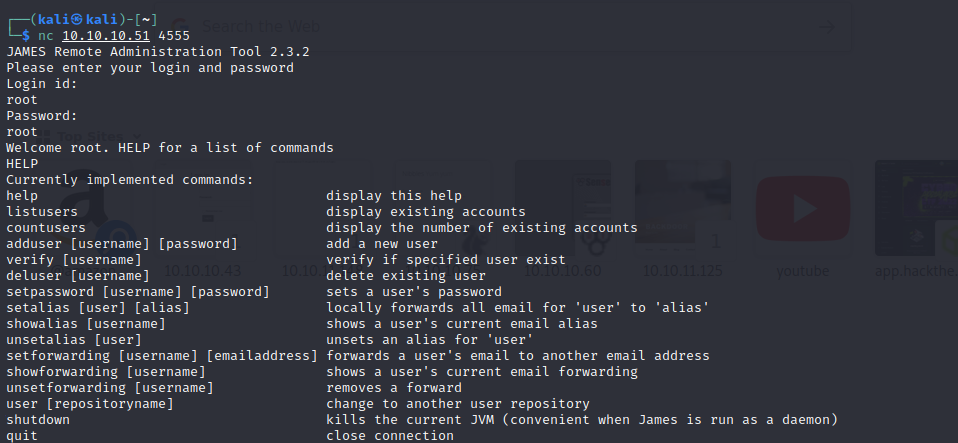 ┌──(kali㉿kali)-[~]
└─$ nc 10.10.10.51 4555
JAMES Remote Administration Tool 2.3.2
Please enter your login and password
Login id:
root
Password:
root
Welcome root. HELP for a list of commands
HELP
Currently implemented commands:
help display this help
listusers display existing accounts
countusers display the number of existing accounts
adduser [username] [password] add a new user
verify [username] verify if specified user exist
deluser [username] delete existing user
setpassword [username] [password] sets a user's password
setalias [user] [alias] locally forwards all email for 'user' to 'alias'
showalias [username] shows a user's current email alias
unsetalias [user] unsets an alias for 'user'
setforwarding [username] [emailaddress] forwards a user's email to another email address
showforwarding [username] shows a user's current email forwarding
unsetforwarding [username] removes a forward
user [repositoryname] change to another user repository
shutdown kills the current JVM (convenient when James is run as a daemon)
quit close connection
the Web
Top Sites
10.10.10.43
10.10.10.60
10.10.11.125
youtube
app.hackthe